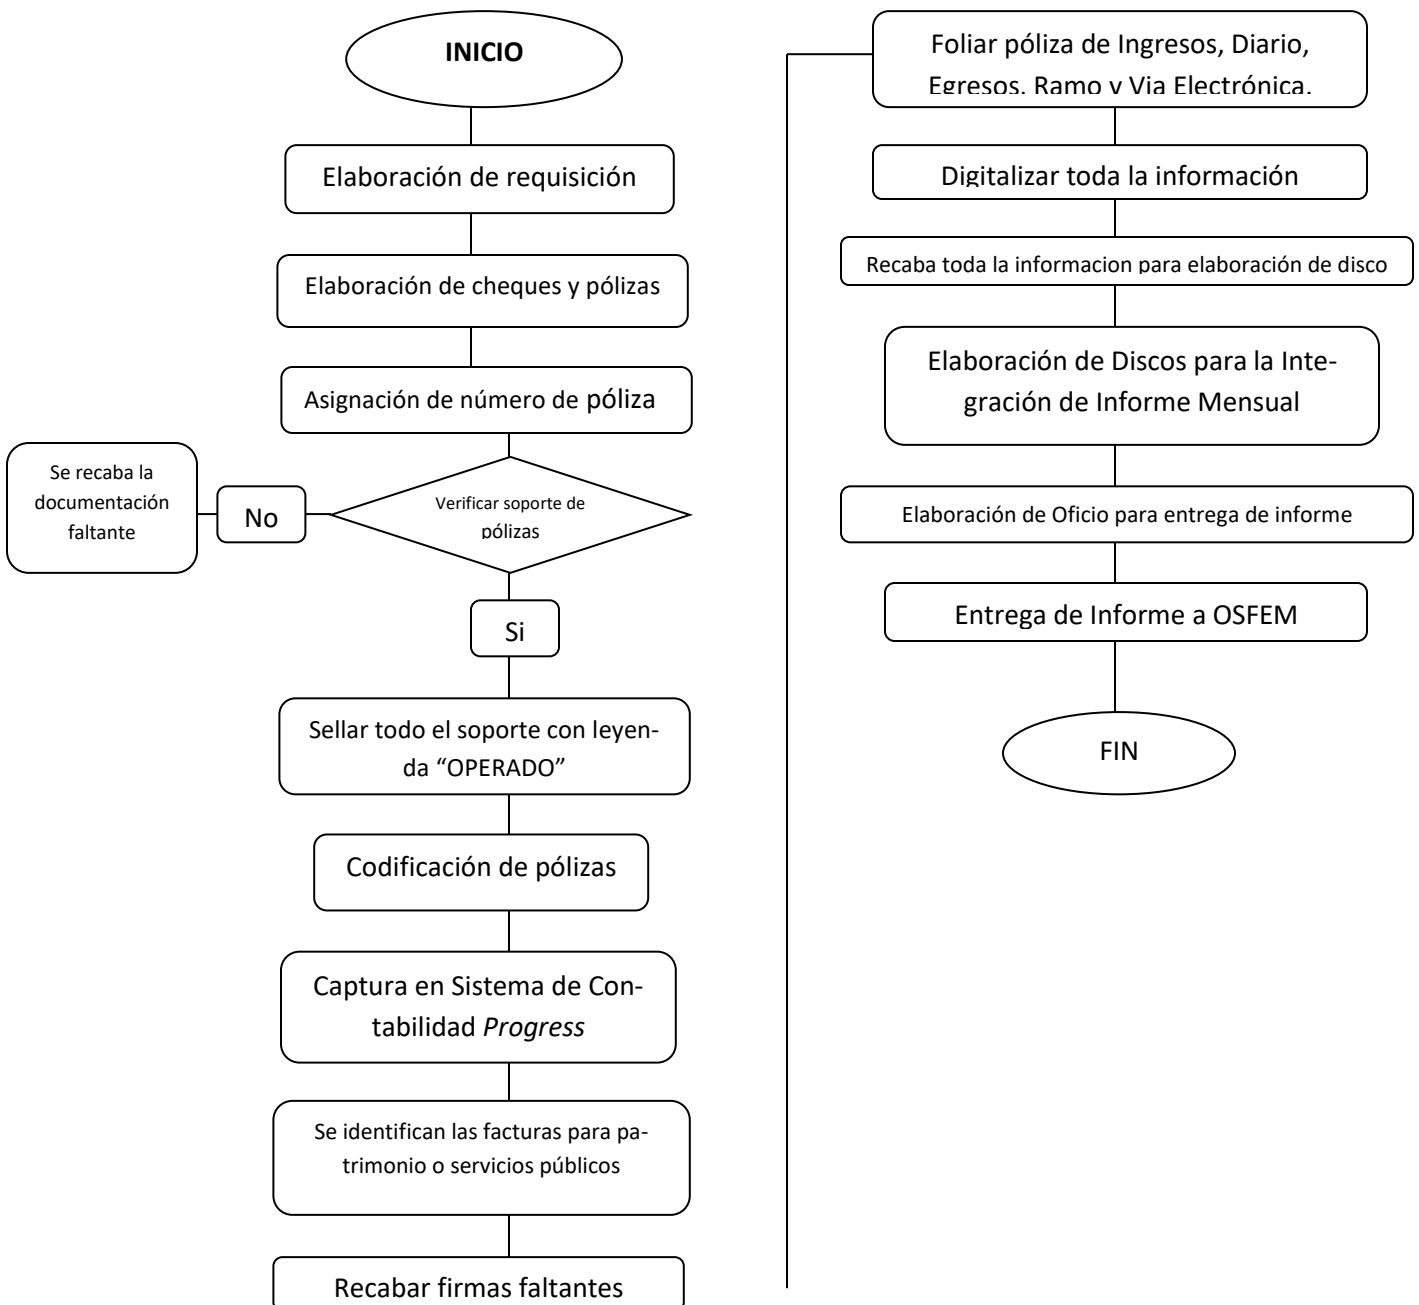 INICIO
Elaboración de requisición
Elaboración de cheques y pólizas
Asignación de número de póliza
Se recaba la
documentación
faltante
No
Verificar soporte de
pólizas
Si
Sellar todo el soporte con leyen-
da “OPERADO”
Codificación de pólizas
Captura en Sistema de Con-
tabilidad Progress
Se identifican las facturas para pa-
trimonio o servicios públicos
Recabar firmas faltantes
Foliar póliza de Ingresos, Diario,
Egresos, Ramo y Via Electrónica.
Digitalizar toda la información
Recaba toda la informacion para elaboración de disco
Elaboración de Discos para la Inte-
gración de Informe Mensual
Elaboración de Oficio para entrega de informe
Entrega de Informe a OSFEM
FIN